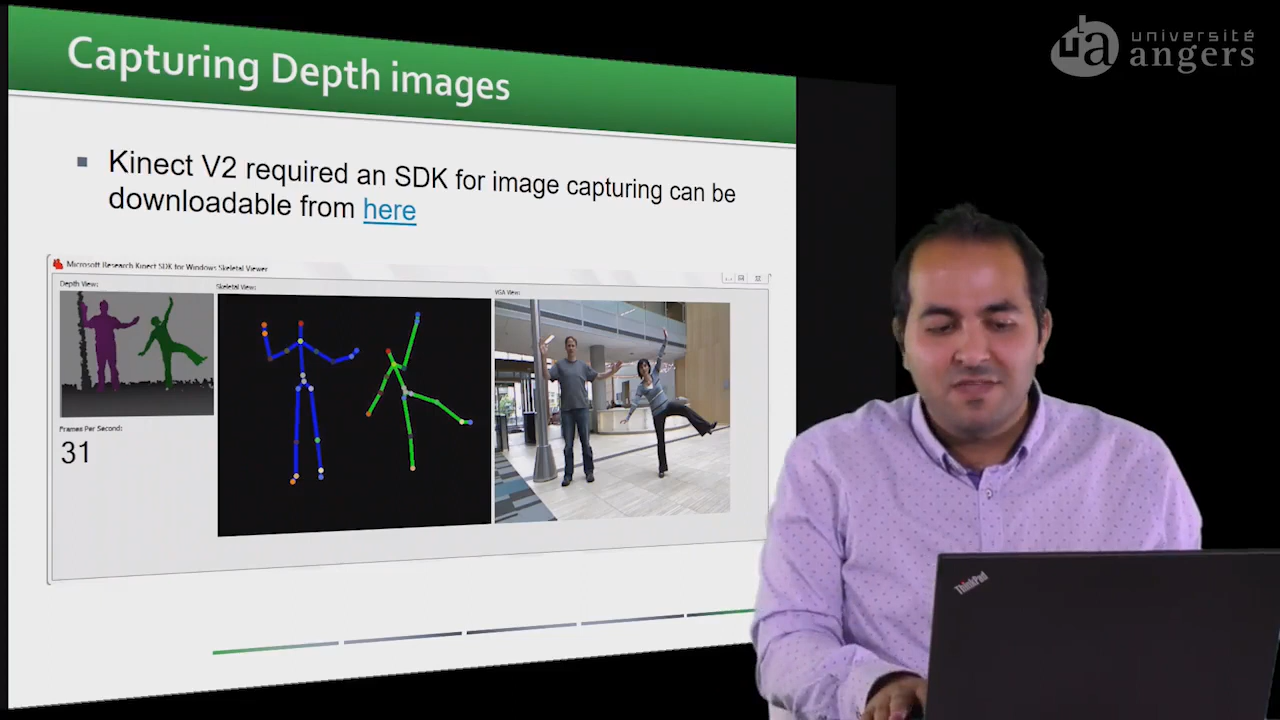 Capturing Depth images
université
angers
Kinect V2 required an SDK for image capturing can be
downloadable from here
Microsoft Research Kinect SDK for Windows Skeletal Viewer
Depth View:
Skeletal View:
VGA View:
Frames Per Second:
31
ThinkPad